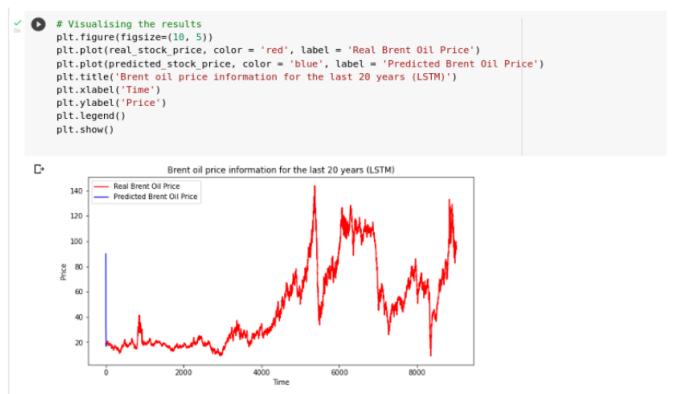 # Visualising the results
plt.figure(figsize=(10, 5))
plt.plot(real_stock_price, color = 'red', label = 'Real Brent Oil Price')
plt.plot(predicted_stock_price, color = 'blue', label = 'Predicted Brent Oil Price')
plt.title('Brent oil price information for the last 20 years (LSTM)')
plt.xlabel('Time')
plt.ylabel('Price')
plt.legend()
plt.show()
Brent oil price information for the last 20 years (LSTM)
Real Brent Oil Price
Predicted Brent Oil Price
140
120
100
80
60
40
20
Price
0 2000 4000 6000 8000
Time